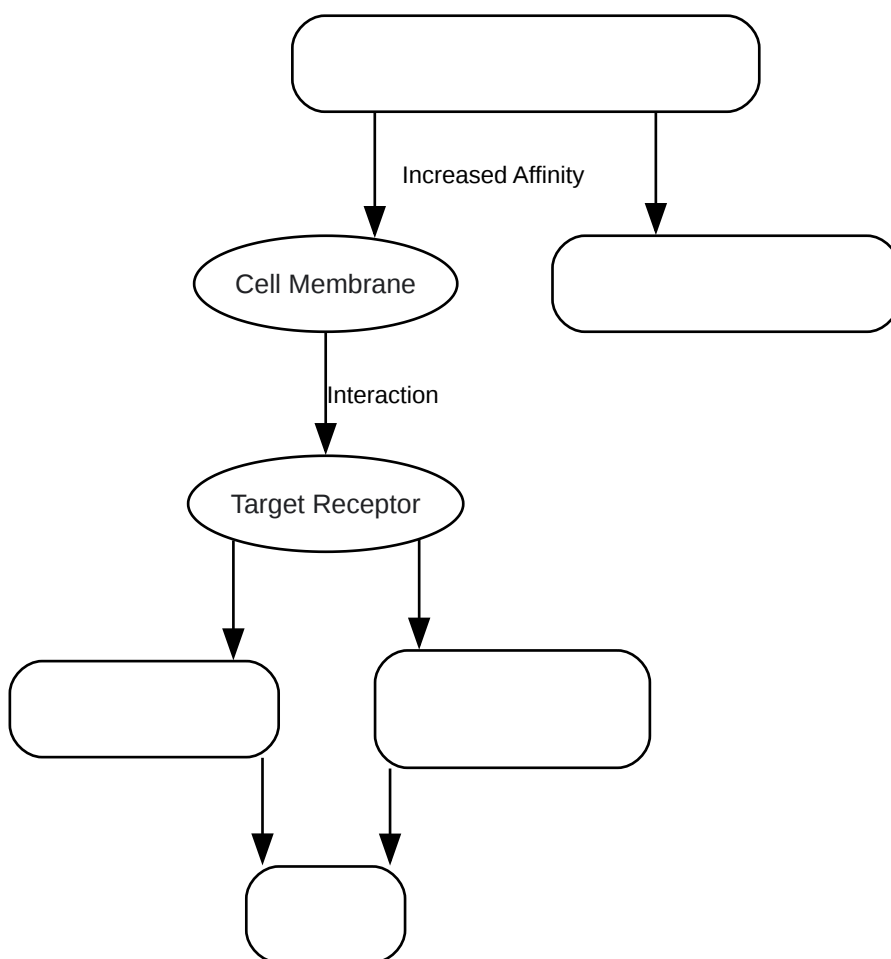 Increased Affinity
Cell Membrane
Interaction
Target Receptor